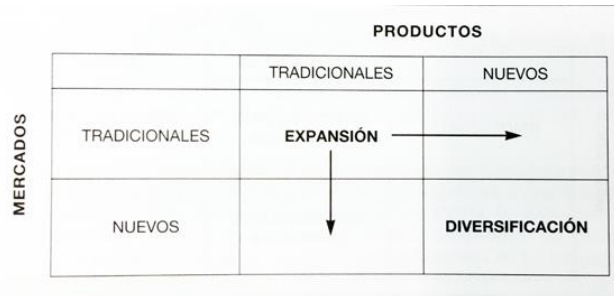 PRODUCTOS
TRADICIONALES NUEVOS
MERCADOS
TRADICIONALES EXPANSIÓN
NUEVOS DIVERSIFICACIÓN